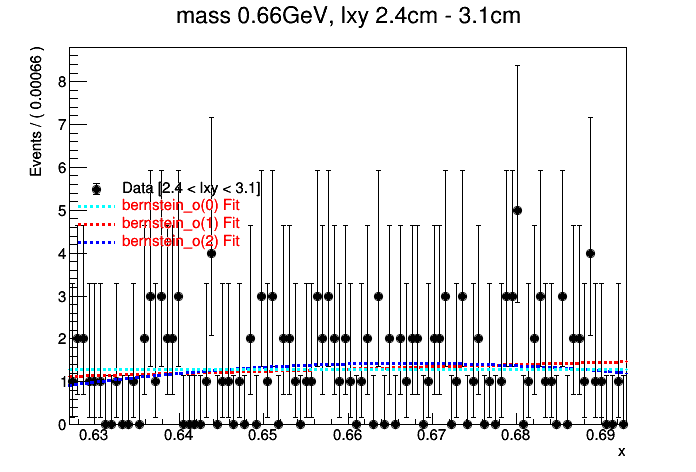 mass 0.66GeV, lxy 2.4cm - 3.1cm
Events / ( 0.00066 )
8
7
6
5
4
3
2
1
0
Data [2.4 < lxy < 3.1]
bernstein_o(0) Fit
bernstein_o(1) Fit
bernstein_o(2) Fit
0.63 0.64 0.65 0.66 0.67 0.68 0.69
x